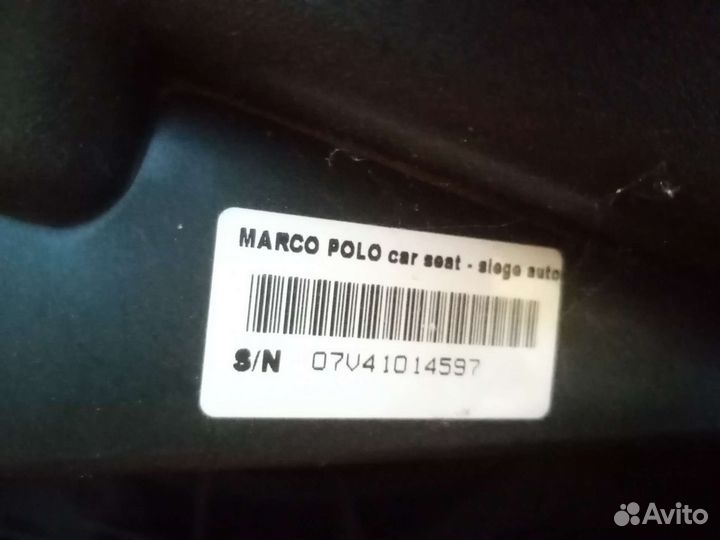 MARCO POLO car seat - siege auto
S/N 07V41014597
Avito